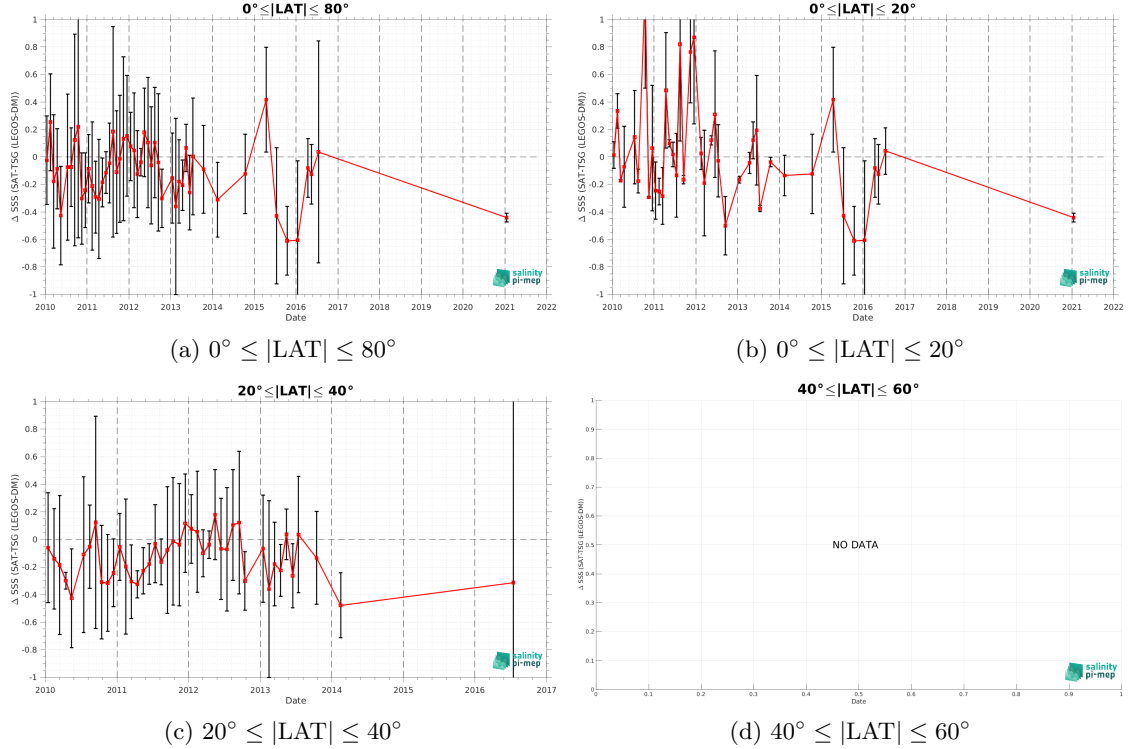 0°≤|LAT|≤ 80°
Δ SSS (SAT-TSG (LEGOS-DM))
1
0.8
0.6
0.4
0.2
0
-0.2
-0.4
-0.6
-0.8
-1
2010 2011 2012 2013 2014 2015 2016 2017 2018 2019 2020 2021 2022
Date
salinity
pi-mep
(a) 0° ≤ |LAT| ≤ 80°
0°≤|LAT|≤ 20°
Δ SSS (SAT-TSG (LEGOS-DM))
1
0.8
0.6
0.4
0.2
0
-0.2
-0.4
-0.6
-0.8
-1
2010 2011 2012 2013 2014 2015 2016 2017 2018 2019 2020 2021 2022
Date
salinity
pi-mep
(b) 0° ≤ |LAT| ≤ 20°
20°≤|LAT|≤ 40°
Δ SSS (SAT-TSG (LEGOS-DM))
1
0.8
0.6
0.4
0.2
0
-0.2
-0.4
-0.6
-0.8
-1
2010 2011 2012 2013 2014 2015 2016 2017
Date
salinity
pi-mep
(c) 20° ≤ |LAT| ≤ 40°
40°≤|LAT|≤ 60°
Δ SSS (SAT-TSG (LEGOS-DM))
1
0.9
0.8
0.7
0.6
0.5
0.4
0.3
0.2
0.1
0
NO DATA
0 0.1 0.2 0.3 0.4 0.5 0.6 0.7 0.8 0.9 1
Date
salinity
pi-mep
(d) 40° ≤ |LAT| ≤ 60°